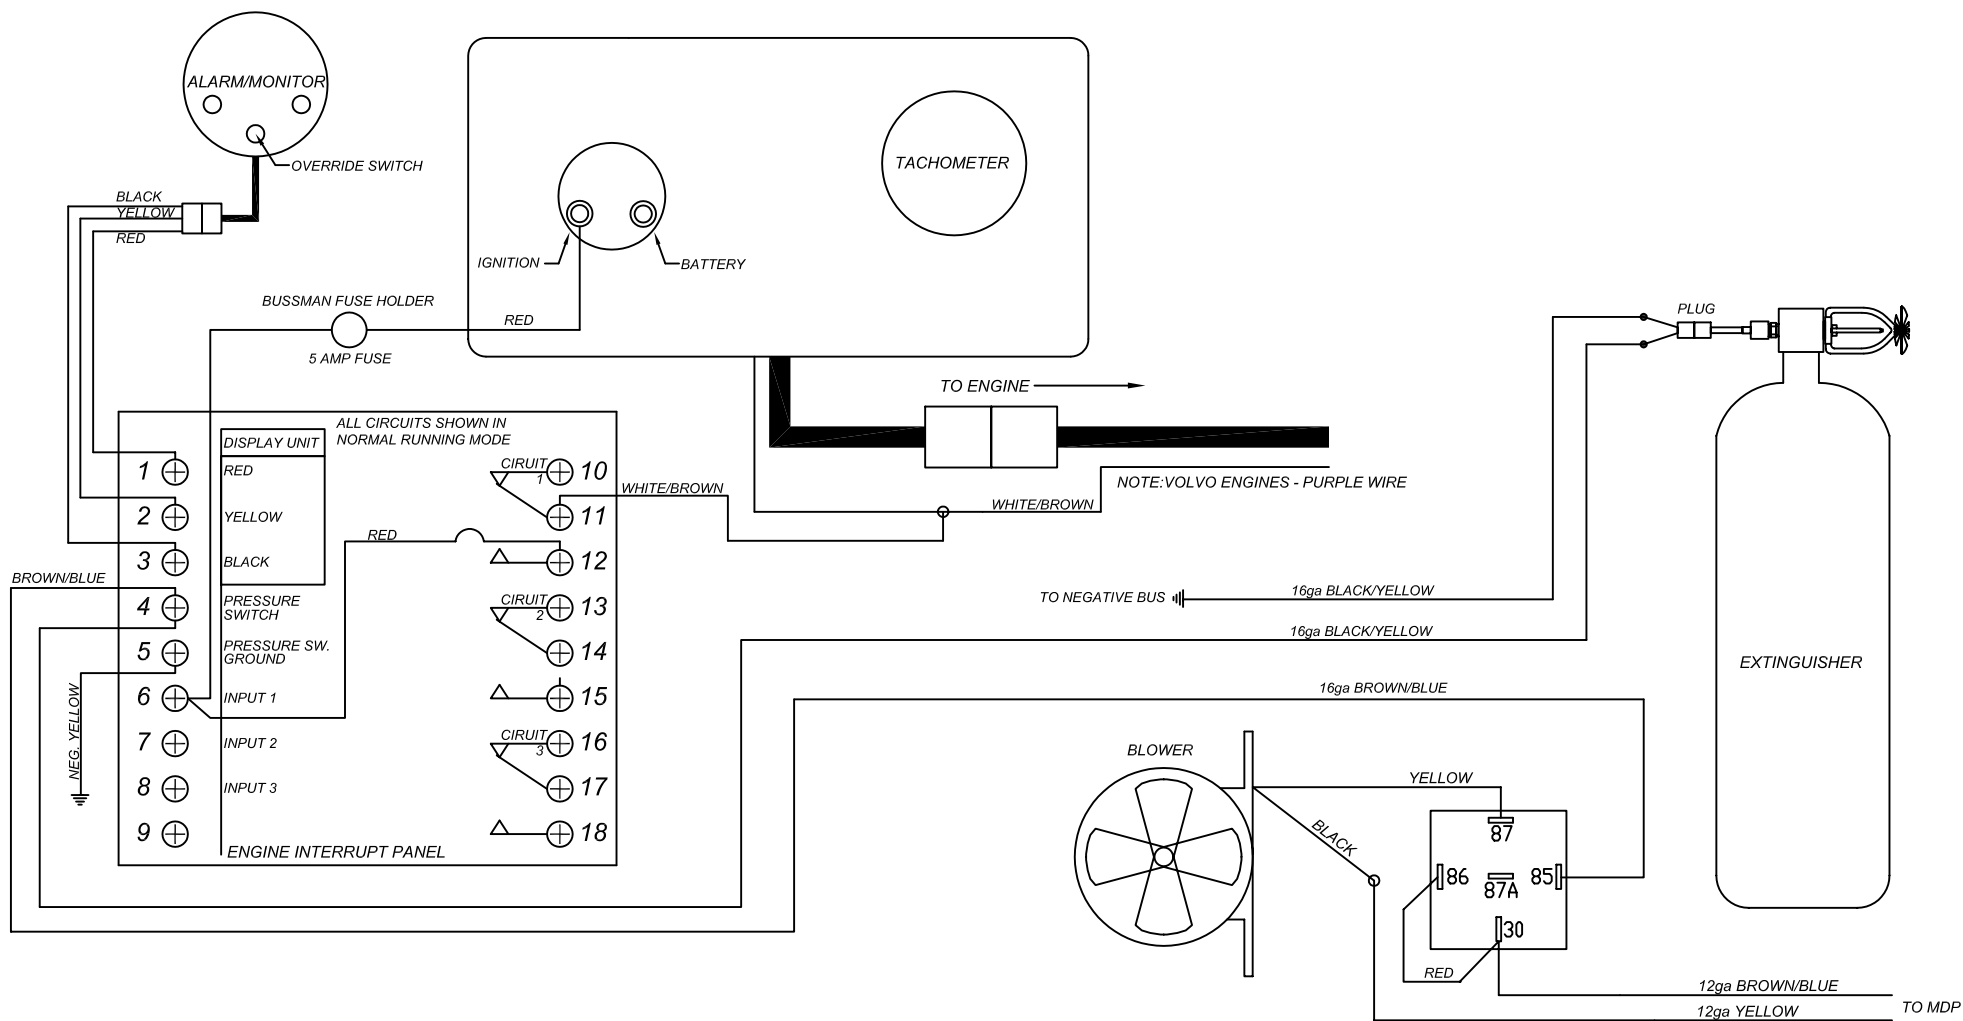 ALARM/MONITOR
OVERRIDE SWITCH
BLACK
YELLOW
RED
TACHOMETER
IGNITION
BATTERY
BUSSMAN FUSE HOLDER
RED
5 AMP FUSE
TO ENGINE
PLUG
ALL CIRCUITS SHOWN IN
NORMAL RUNNING MODE
DISPLAY UNIT
1
RED
CIRUIT
1
10
2
YELLOW
11
WHITE/BROWN
WHITE/BROWN
NOTE:VOLVO ENGINES - PURPLE WIRE
RED
3
BLACK
12
BROWN/BLUE
4
PRESSURE
SWITCH
CIRUIT
2
13
5
PRESSURE SW.
GROUND
14
6
INPUT 1
15
7
INPUT 2
CIRUIT
3
16
8
INPUT 3
17
9
18
NEG. YELLOW
ENGINE INTERRUPT PANEL
TO NEGATIVE BUS
16ga BLACK/YELLOW
16ga BLACK/YELLOW
16ga BROWN/BLUE
EXTINGUISHER
BLOWER
YELLOW
BLACK
87
86
87A
85
30
RED
12ga BROWN/BLUE
12ga YELLOW
TO MDP